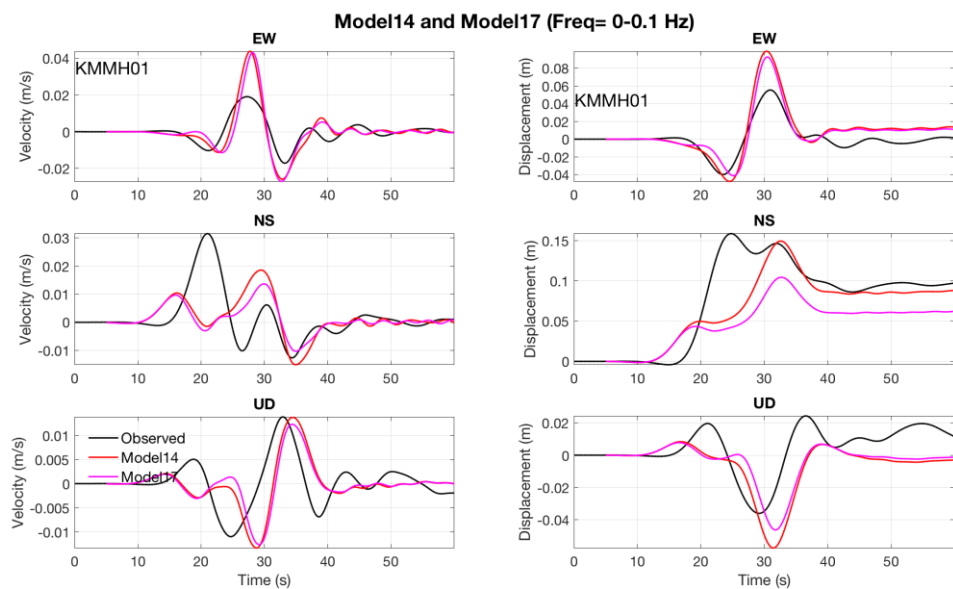 Model14 and Model17 (Freq= 0-0.1 Hz)
EW
KMMH01
Velocity (m/s)
0.04
0.02
0
-0.02
0 10 20 30 40 50
EW
KMMH01
Displacement (m)
0.08
0.06
0.04
0.02
0
-0.02
-0.04
0 10 20 30 40 50
NS
Velocity (m/s)
0.03
0.02
0.01
0
-0.01
0 10 20 30 40 50
NS
Displacement (m)
0.15
0.1
0.05
0
0 10 20 30 40 50
UD
Velocity (m/s)
0.01
0.005
0
-0.005
-0.01
Observed
Model14
Model17
0 10 20 30 40 50
Time (s)
UD
Displacement (m)
0.02
0
-0.02
-0.04
0 10 20 30 40 50
Time (s)